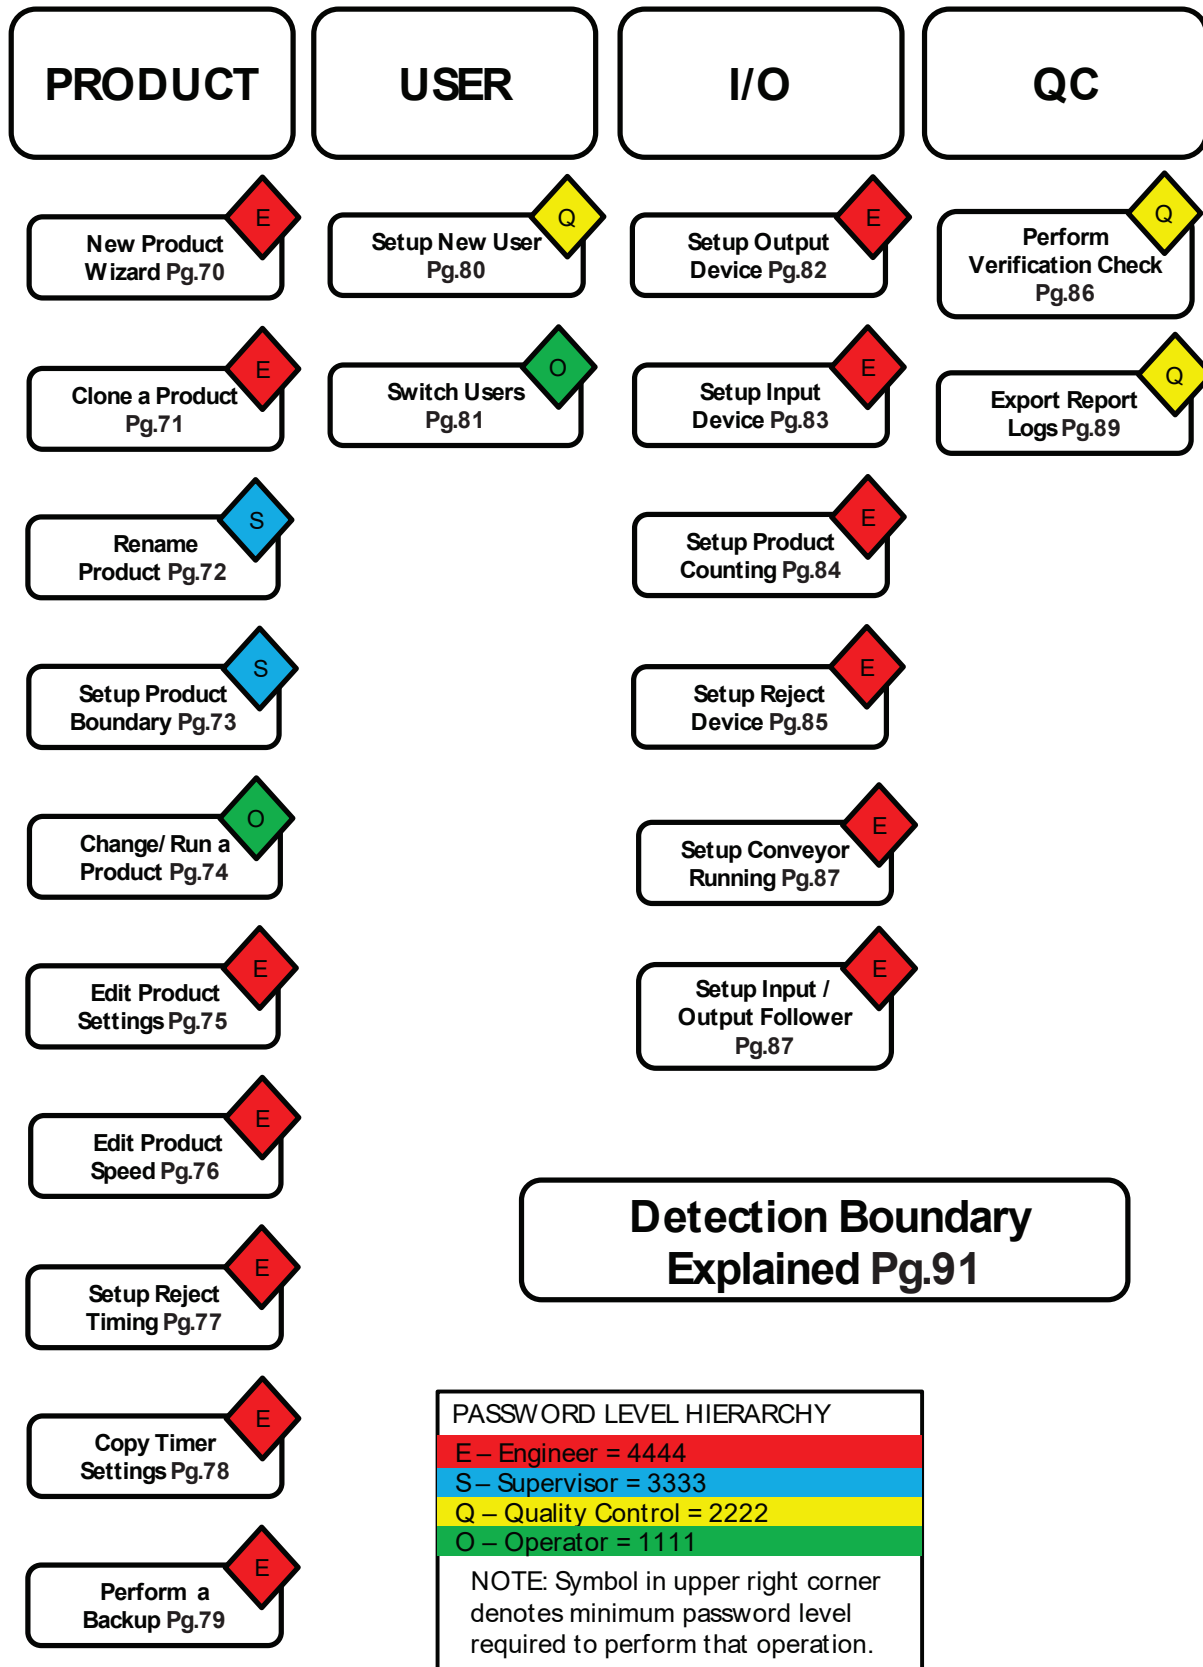 PRODUCT
USER
I/O
QC
E
New Product
Wizard Pg.70
E
Clone a Product
Pg.71
S
Rename
Product Pg.72
S
Setup Product
Boundary Pg.73
O
Change/ Run a
Product Pg.74
E
Edit Product
Settings Pg.75
E
Edit Product
Speed Pg.76
E
Setup Reject
Timing Pg.77
E
Copy Timer
Settings Pg.78
E
Perform a
Backup Pg.79
Q
Setup New User
Pg.80
O
Switch Users
Pg.81
E
Setup Output
Device Pg.82
E
Setup Input
Device Pg.83
E
Setup Product
Counting Pg.84
E
Setup Reject
Device Pg.85
E
Setup Conveyor
Running Pg.87
E
Setup Input /
Output Follower
Pg.87
Q
Perform
Verification Check
Pg.86
Q
Export Report
Logs Pg.89
Detection Boundary
Explained Pg.91
PASSWORD LEVEL HIERARCHY
E – Engineer = 4444
S – Supervisor = 3333
Q – Quality Control = 2222
O – Operator = 1111
NOTE: Symbol in upper right corner
denotes minimum password level
required to perform that operation.